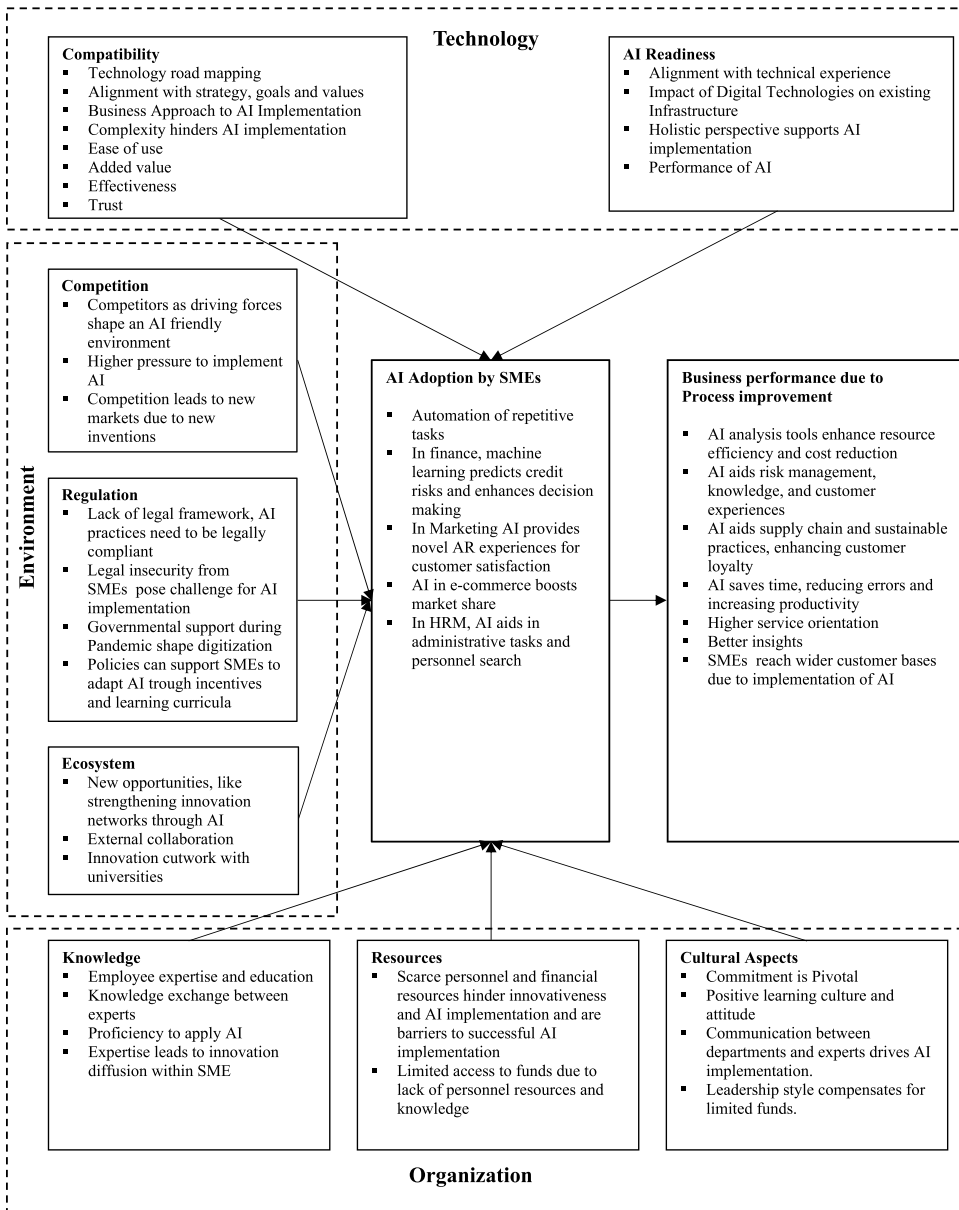 Technology
Compatibility
▪ Technology road mapping
▪ Alignment with strategy, goals and values
▪ Business Approach to AI Implementation
▪ Complexity hinders AI implementation
▪ Ease of use
▪ Added value
▪ Effectiveness
▪ Trust
AI Readiness
▪ Alignment with technical experience
▪ Impact of Digital Technologies on existing
Infrastructure
▪ Holistic perspective supports AI
implementation
▪ Performance of AI
Environment
Competition
▪ Competitors as driving forces
shape an AI friendly
environment
▪ Higher pressure to implement
AI
▪ Competition leads to new
markets due to new
inventions
Regulation
▪ Lack of legal framework, AI
practices need to be legally
compliant
▪ Legal insecurity from
SMEs pose challenge for AI
implementation
▪ Governmental support during
Pandemic shape digitization
▪ Policies can support SMEs to
adapt AI trough incentives
and learning curricula
Ecosystem
▪ New opportunities, like
strengthening innovation
networks through AI
▪ External collaboration
▪ Innovation cutwork with
universities
AI Adoption by SMEs
▪ Automation of repetitive
tasks
▪ In finance, machine
learning predicts credit
risks and enhances decision
making
▪ In Marketing AI provides
novel AR experiences for
customer satisfaction
▪ AI in e-commerce boosts
market share
▪ In HRM, AI aids in
administrative tasks and
personnel search
Business performance due to
Process improvement
▪ AI analysis tools enhance resource
efficiency and cost reduction
▪ AI aids risk management,
knowledge, and customer
experiences
▪ AI aids supply chain and sustainable
practices, enhancing customer
loyalty
▪ AI saves time, reducing errors and
increasing productivity
▪ Higher service orientation
▪ Better insights
▪ SMEs reach wider customer bases
due to implementation of AI
Knowledge
▪ Employee expertise and education
▪ Knowledge exchange between
experts
▪ Proficiency to apply AI
▪ Expertise leads to innovation
diffusion within SME
Resources
▪ Scarce personnel and financial
resources hinder innovativeness
and AI implementation and are
barriers to successful AI
implementation
▪ Limited access to funds due to
lack of personnel resources and
knowledge
Cultural Aspects
▪ Commitment is Pivotal
▪ Positive learning culture and
attitude
▪ Communication between
departments and experts drives AI
implementation.
▪ Leadership style compensates for
limited funds.
Organization